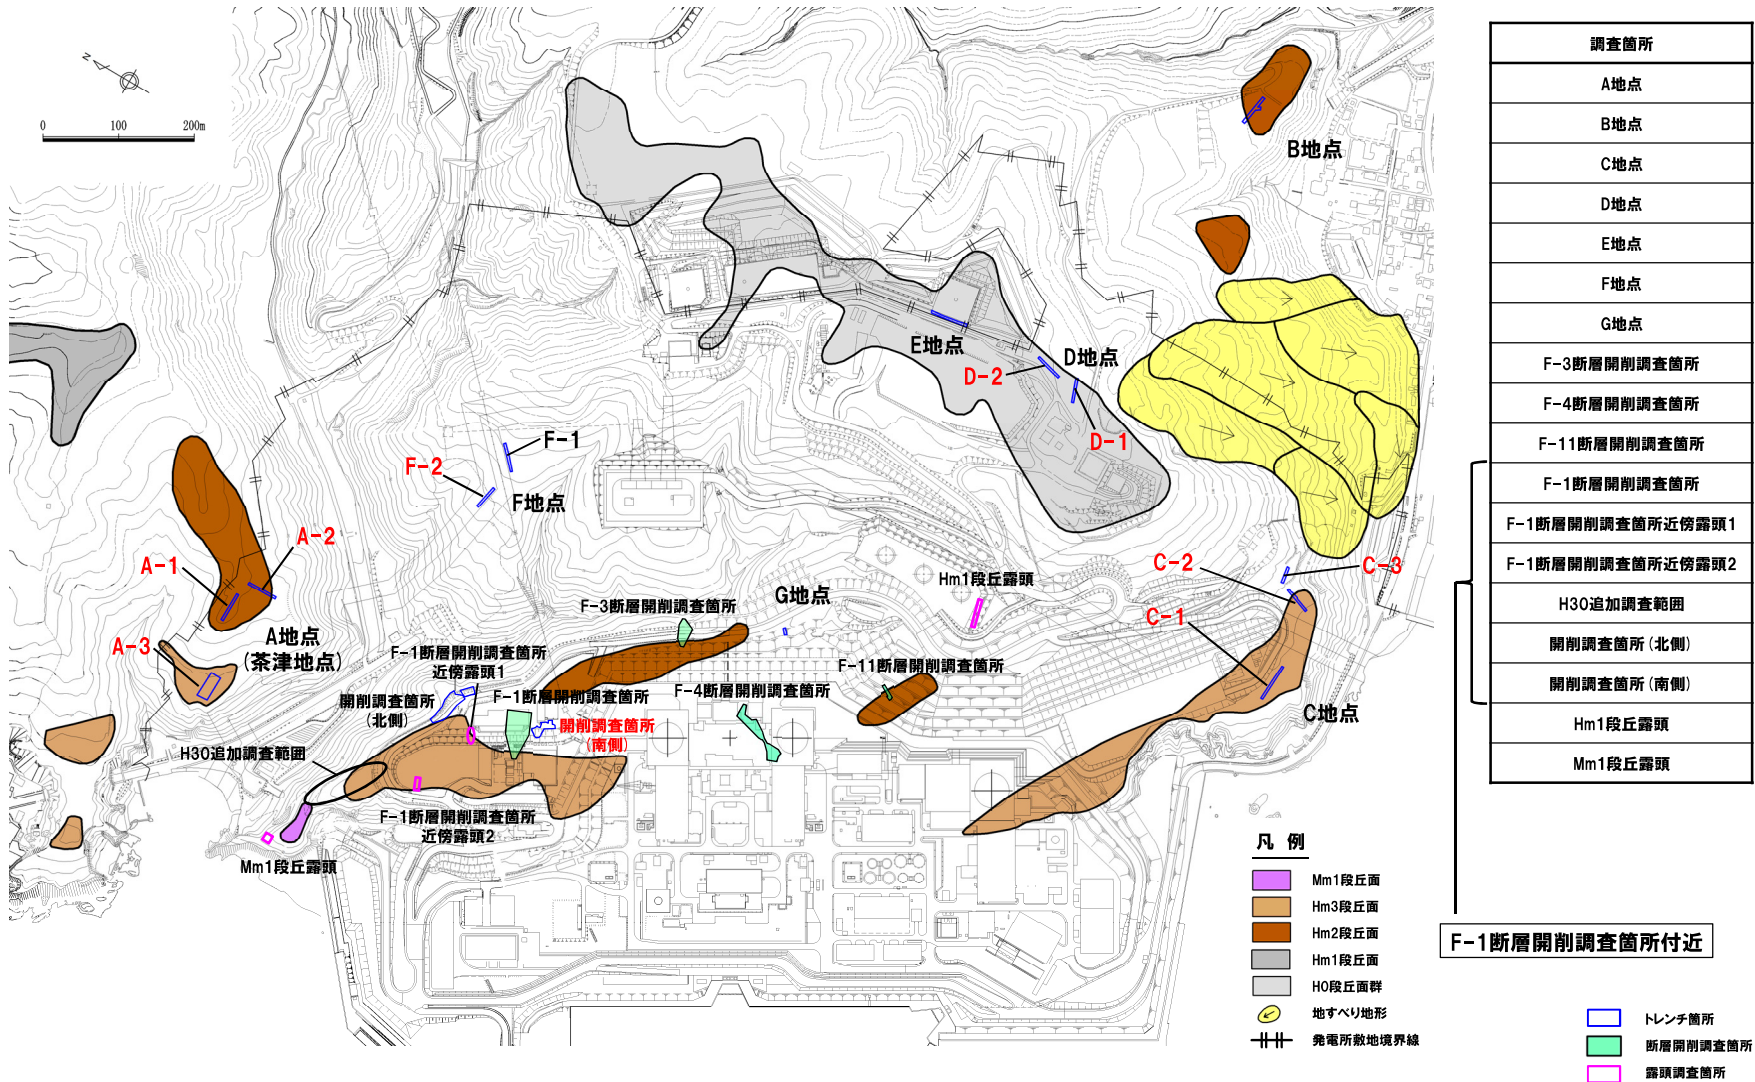 N
0 100 200m
B地点
E地点
D地点
D-2
D-1
F-1
F-2
F地点
A-2
A-1
A地点
(茶津地点)
A-3
C-2
C-3
C-1
C地点
Hm1段丘露頭
G地点
F-3断層開削調査箇所
F-1断層開削調査箇所
近傍露頭1
F-11断層開削調査箇所
F-1断層開削調査箇所
F-4断層開削調査箇所
開削調査箇所
(北側)
開削調査箇所
(南側)
H30追加調査範囲
F-1断層開削調査箇所
近傍露頭2
Mm1段丘露頭
凡 例
Mm1段丘面
Hm3段丘面
Hm2段丘面
Hm1段丘面
H0段丘面群
地すべり地形
発電所敷地境界線
調査箇所
A地点
B地点
C地点
D地点
E地点
F地点
G地点
F-3断層開削調査箇所
F-4断層開削調査箇所
F-11断層開削調査箇所
F-1断層開削調査箇所
F-1断層開削調査箇所近傍露頭1
F-1断層開削調査箇所近傍露頭2
H30追加調査範囲
開削調査箇所(北側)
開削調査箇所(南側)
Hm1段丘露頭
Mm1段丘露頭
F-1断層開削調査箇所付近
トレンチ箇所
断層開削調査箇所
露頭調査箇所